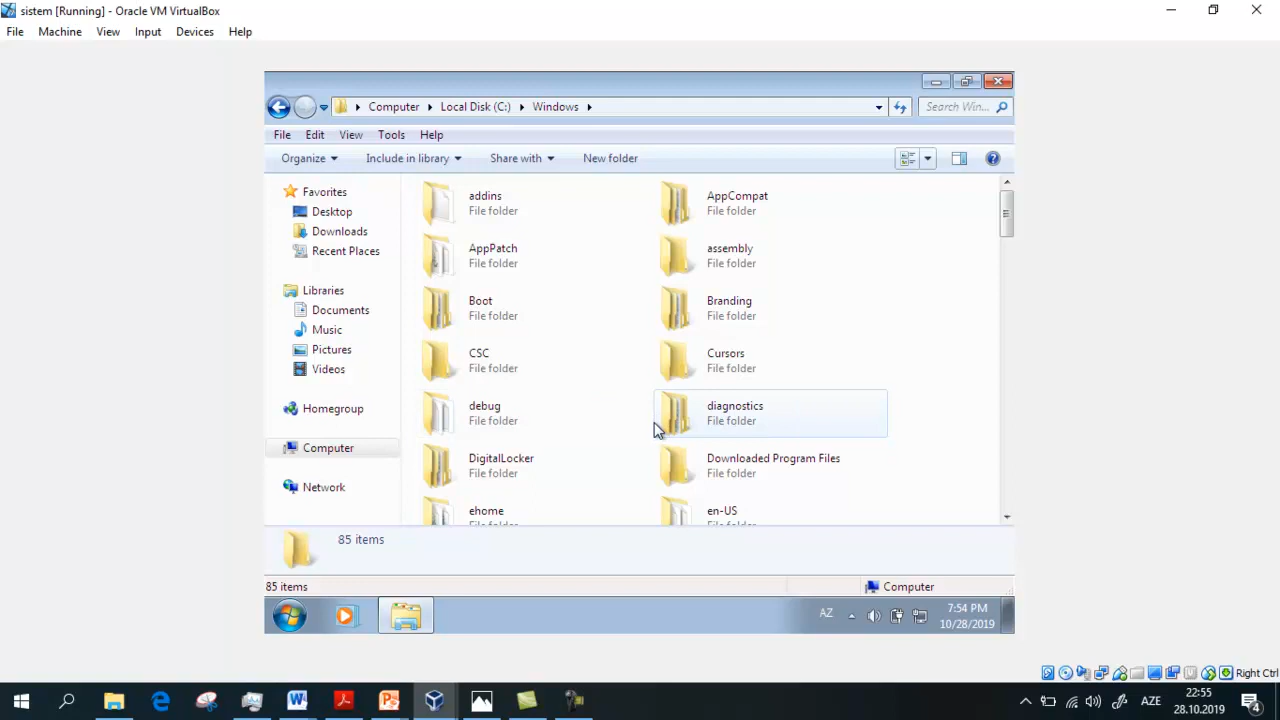 sistem [Running] - Oracle VM VirtualBox
File Machine View Input Devices Help
Computer Local Disk (C:) Windows
Search Win...
File Edit View Tools Help
Organize Include in library Share with New folder
Favorites
Desktop
Downloads
Recent Places
Libraries
Documents
Music
Pictures
Videos
Homegroup
Computer
Network
addins
File folder
AppCompat
File folder
AppPatch
File folder
assembly
File folder
Boot
File folder
Branding
File folder
CSC
File folder
Cursors
File folder
debug
File folder
diagnostics
File folder
DigitalLocker
File folder
Downloaded Program Files
File folder
ehome
File folder
en-US
File folder
85 items
85 items
Computer
AZ
7:54 PM
10/28/2019
Right Ctrl
AZE
22:55
28.10.2019
4